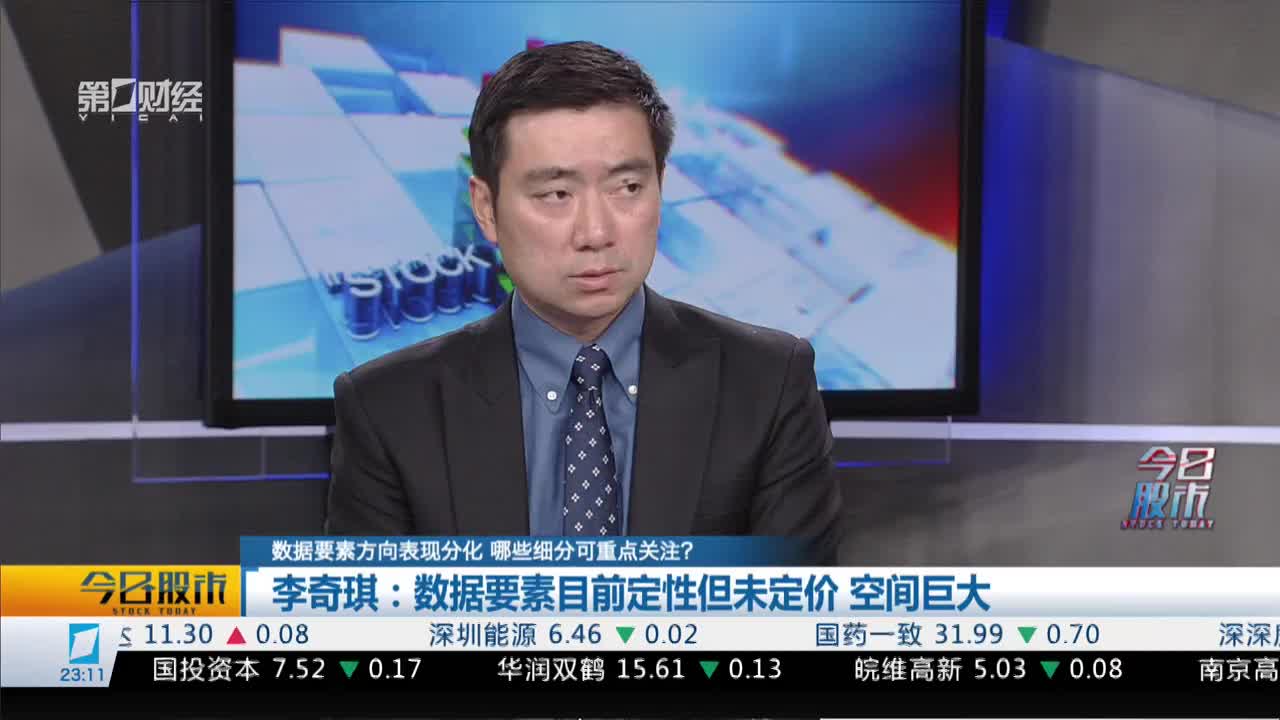 第一财经
YICAI
"STOCK
今日
股市
STOCK TODAY
数据要素方向表现分化 哪些细分可重点关注?
今日股市
STOCK TODAY
李奇琪：数据要素目前定性但未定价 空间巨大
11.30 ▲ 0.08 深圳能源 6.46 ▼ 0.02 国药一致 31.99 ▼ 0.70 深深
23:11
国投资本 7.52 ▼ 0.17 华润双鹤 15.61 ▼ 0.13 皖维高新 5.03 ▼ 0.08 南京高